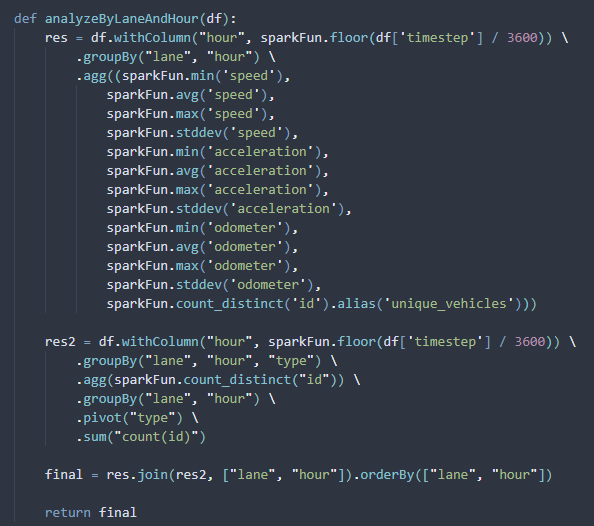 def analyzeByLaneAndHour(df):
    res = df.withColumn("hour", sparkFun.floor(df['timestep'] / 3600)) \
        .groupBy("lane", "hour") \
        .agg((sparkFun.min('speed'),
            sparkFun.avg('speed'),
            sparkFun.max('speed'),
            sparkFun.stddev('speed'),
            sparkFun.min('acceleration'),
            sparkFun.avg('acceleration'),
            sparkFun.max('acceleration'),
            sparkFun.stddev('acceleration'),
            sparkFun.min('odometer'),
            sparkFun.avg('odometer'),
            sparkFun.max('odometer'),
            sparkFun.stddev('odometer'),
            sparkFun.count_distinct('id').alias('unique_vehicles')))

    res2 = df.withColumn("hour", sparkFun.floor(df['timestep'] / 3600)) \
        .groupBy("lane", "hour", "type") \
        .agg(sparkFun.count_distinct("id")) \
        .groupBy("lane", "hour") \
        .pivot("type") \
        .sum("count(id)")

    final = res.join(res2, ["lane", "hour"]).orderBy(["lane", "hour"])

    return final